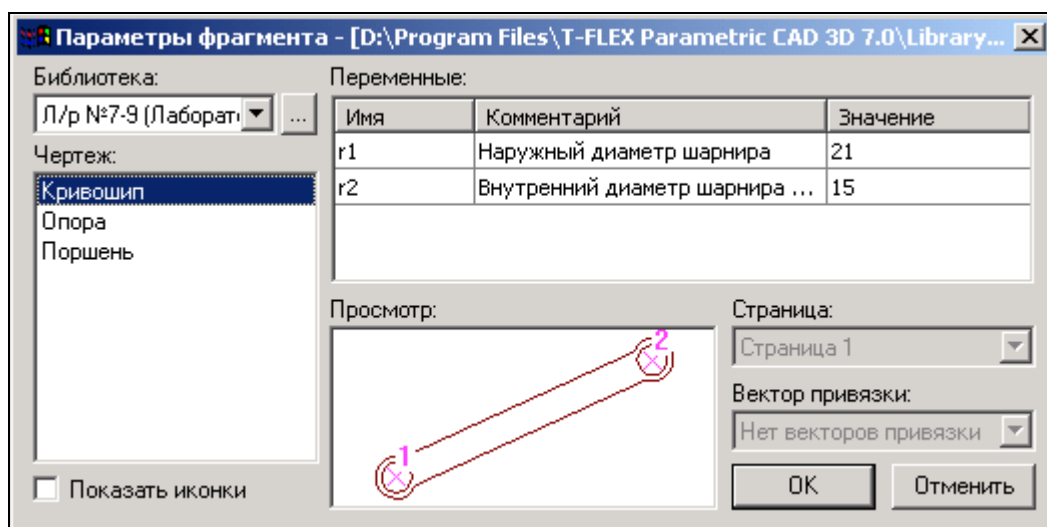 Параметры фрагмента - [D:\Program Files\T-FLEX Parametric CAD 3D 7.0\Library...
Библиотека:
Л/р №7-9 (Лаборат
...
Чертеж:
Кривошип
Опора
Поршень
Показать иконки
Переменные:
Имя Комментарий Значение
r1 Наружный диаметр шарнира 21
r2 Внутренний диаметр шарнира ... 15
Просмотр:
1
2
Страница:
Страница 1
Вектор привязки:
Нет векторов привязки
OK Отменить